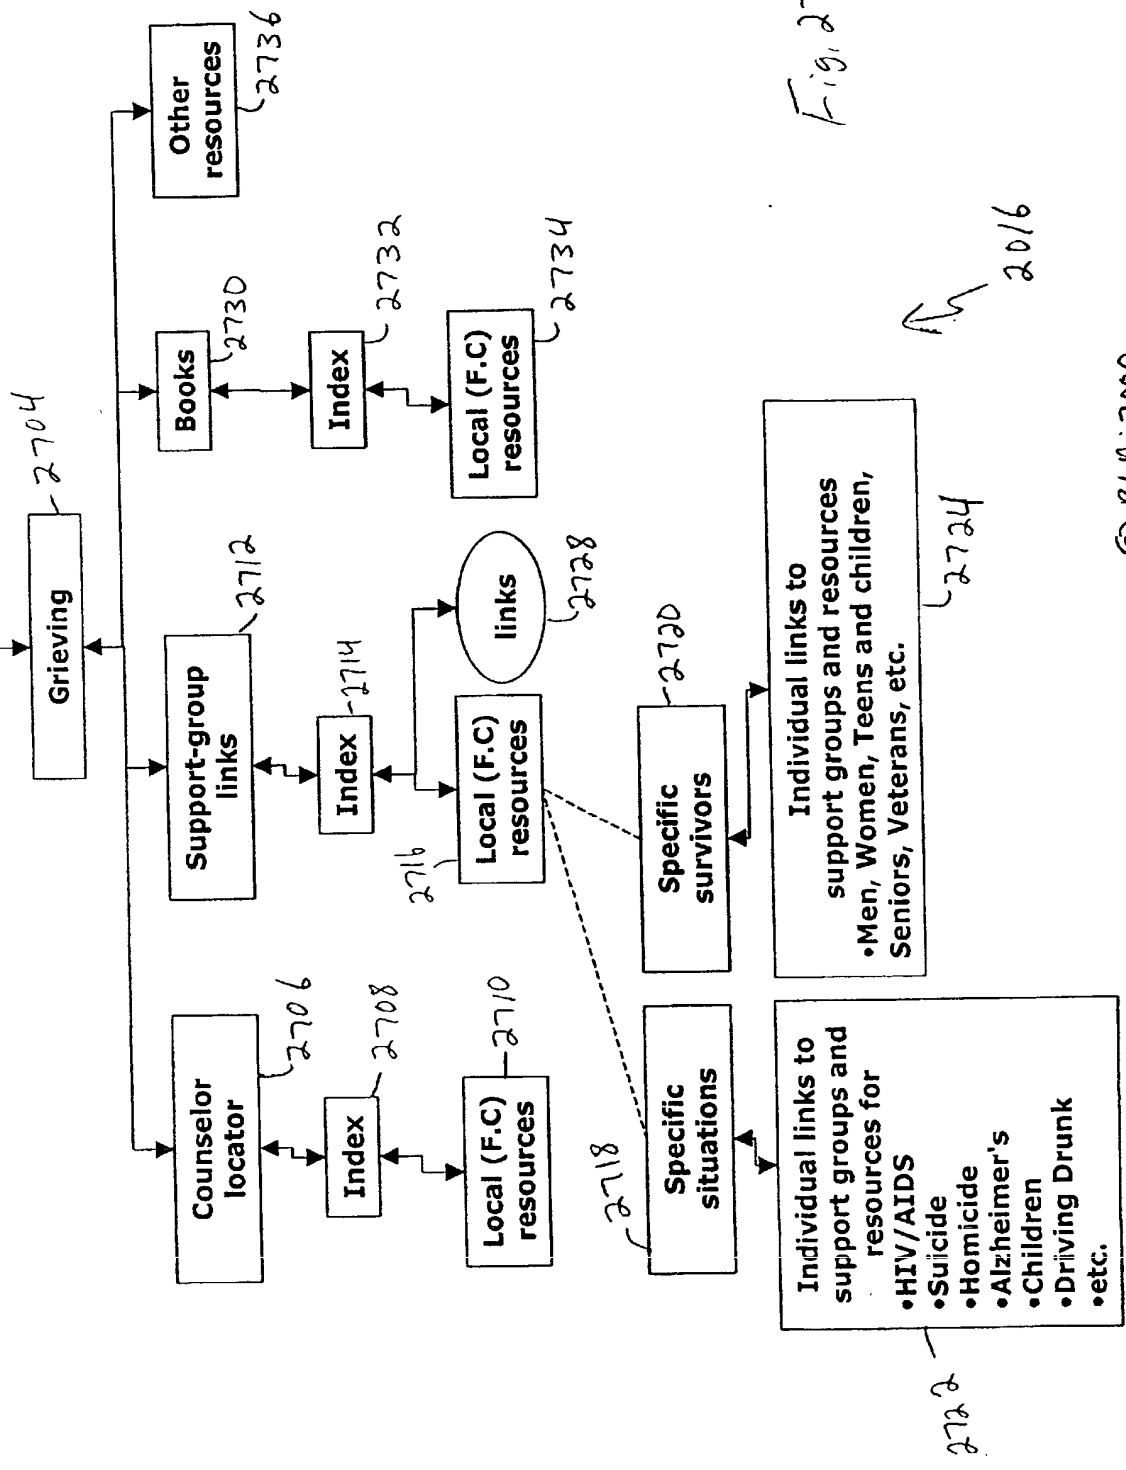 Grieving
2704
Counselor
locator
2706
Index
2708
Local (F.C)
resources
2710
Support-group
links
2712
Index
2714
2716
Local (F.C)
resources
links
2728
Books
2730
Index
2732
Local (F.C)
resources
2734
Other
resources
2736
2718
Specific
situations
Specific
survivors
2720
Individual links to
support groups and
resources for
•HIV/AIDS
•Suicide
•Homicide
•Alzheimer's
•Children
•Driving Drunk
•etc.
2722
Individual links to
support groups and resources
•Men, Women, Teens and children,
Seniors, Veterans, etc.
2724
2016
Fig. 27